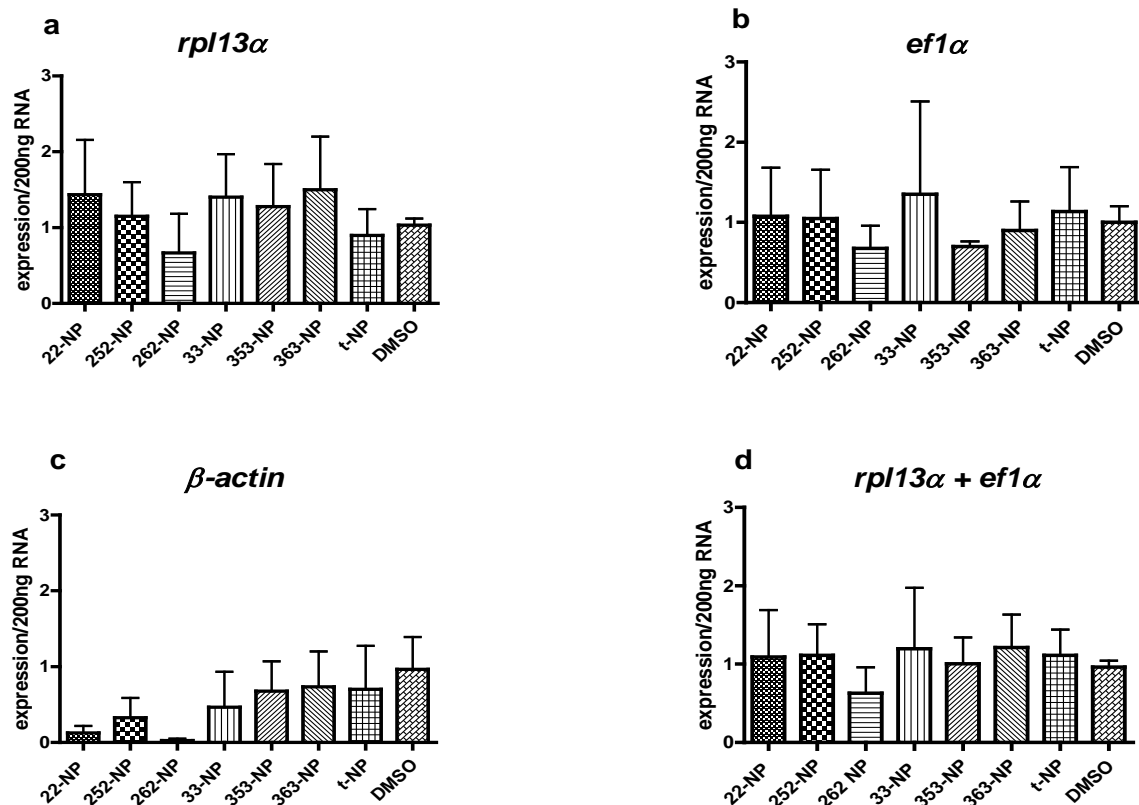 a
rpl13α
expression/200ng RNA
3
2
1
0
22-NP
252-NP
262-NP
33-NP
353-NP
363-NP
t-NP
DMSO
b
ef1α
expression/200ng RNA
3
2
1
0
22-NP
252-NP
262-NP
33-NP
353-NP
363-NP
t-NP
DMSO
c
β-actin
expression/200ng RNA
3
2
1
0
22-NP
252-NP
262-NP
33-NP
353-NP
363-NP
t-NP
DMSO
d
rpl13α + ef1α
expression/200ng RNA
3
2
1
0
22-NP
252-NP
262 NP
33-NP
353-NP
363-NP
t-NP
DMSO